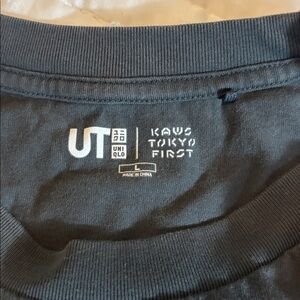 UT ユニクロ UNIQLO | KAWS TOKYO FIRST
L
MADE IN CHINA